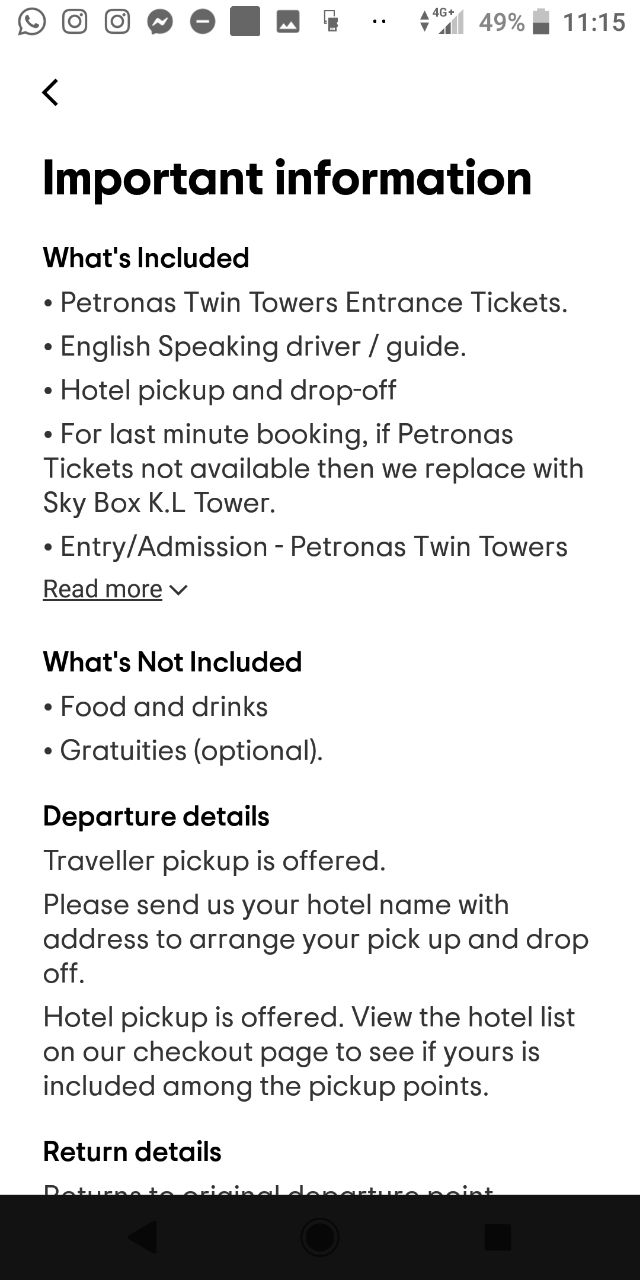 4G+ 49% 11:15
Important information
What's Included
• Petronas Twin Towers Entrance Tickets.
• English Speaking driver / guide.
• Hotel pickup and drop-off
• For last minute booking, if Petronas
Tickets not available then we replace with
Sky Box K.L Tower.
• Entry/Admission - Petronas Twin Towers
Read more
What's Not Included
• Food and drinks
• Gratuities (optional).
Departure details
Traveller pickup is offered.
Please send us your hotel name with
address to arrange your pick up and drop
off.
Hotel pickup is offered. View the hotel list
on our checkout page to see if yours is
included among the pickup points.
Return details
Returns to original departure point